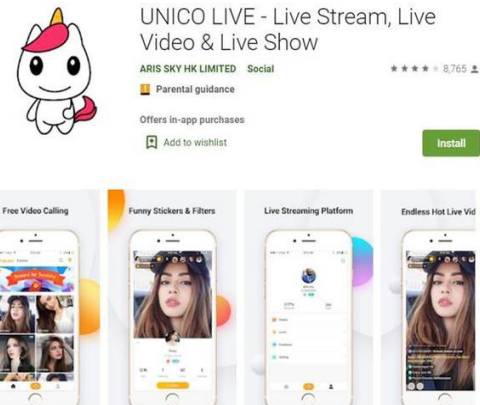 UNICO LIVE - Live Stream, Live
Video & Live Show
ARIS SKY HK LIMITED Social
8,765
Parental guidance
Offers in-app purchases
Add to wishlist
Install
Free Video Calling
Funny Stickers & Filters
Live Streaming Platform
Endless Hot Live Vid